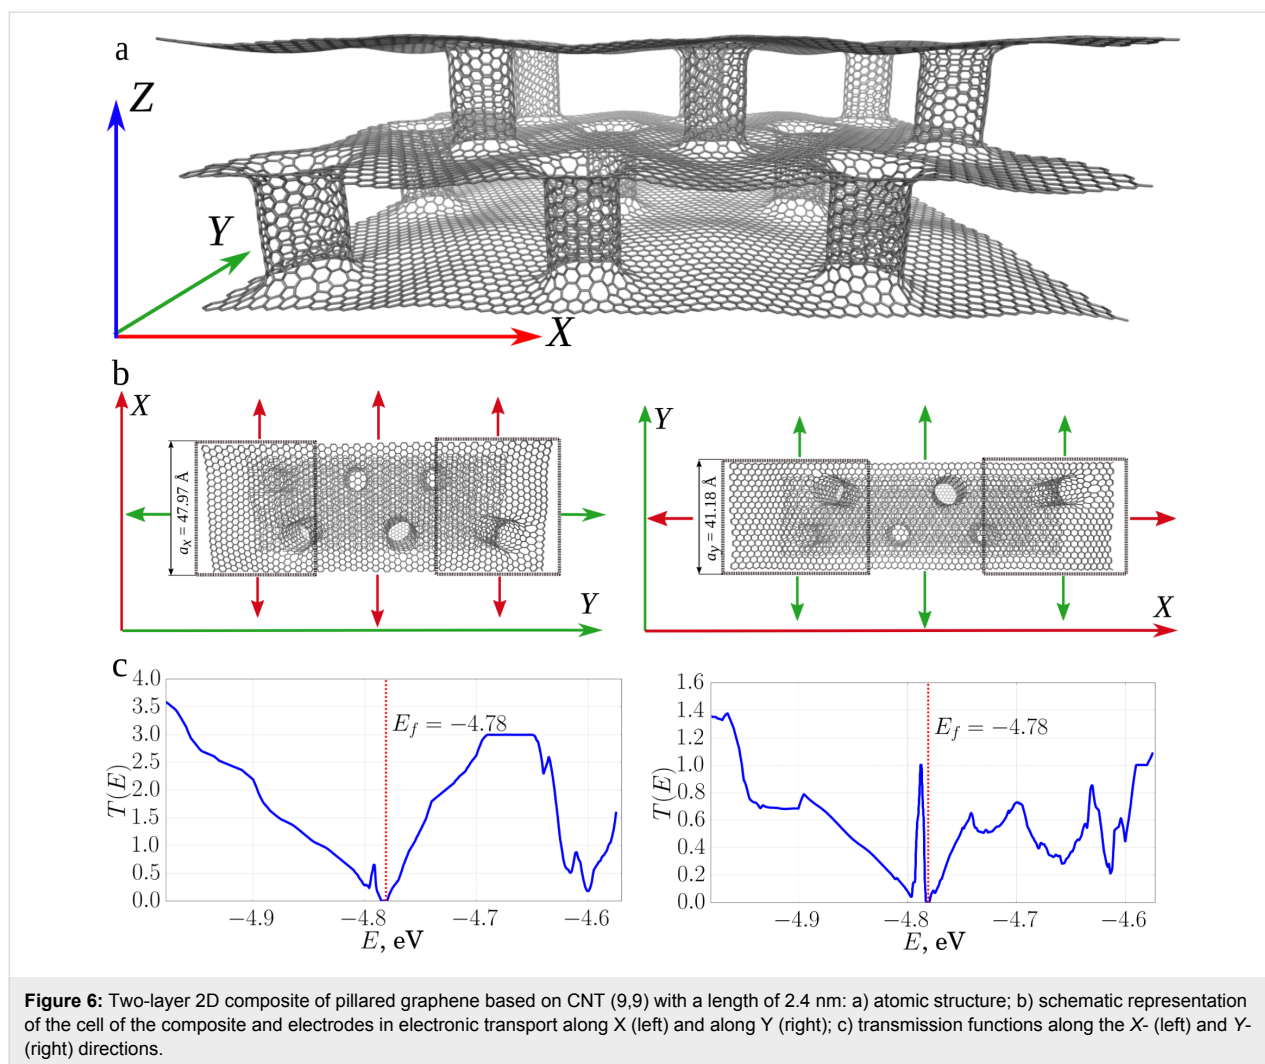 a
Z
Y
X
b
X
a_x = 47.97 Å
Y
Y
a_y = 41.18 Å
X
c
4.0
3.5
3.0
2.5
2.0
1.5
1.0
0.5
0.0
T(E)
E_f = −4.78
−4.9 −4.8 −4.7 −4.6
E, eV
1.6
1.4
1.2
1.0
0.8
0.6
0.4
0.2
0.0
T(E)
E_f = −4.78
−4.9 −4.8 −4.7 −4.6
E, eV
Figure 6: Two-layer 2D composite of pillared graphene based on CNT (9,9) with a length of 2.4 nm: a) atomic structure; b) schematic representation
of the cell of the composite and electrodes in electronic transport along X (left) and along Y (right); c) transmission functions along the X- (left) and Y-
(right) directions.